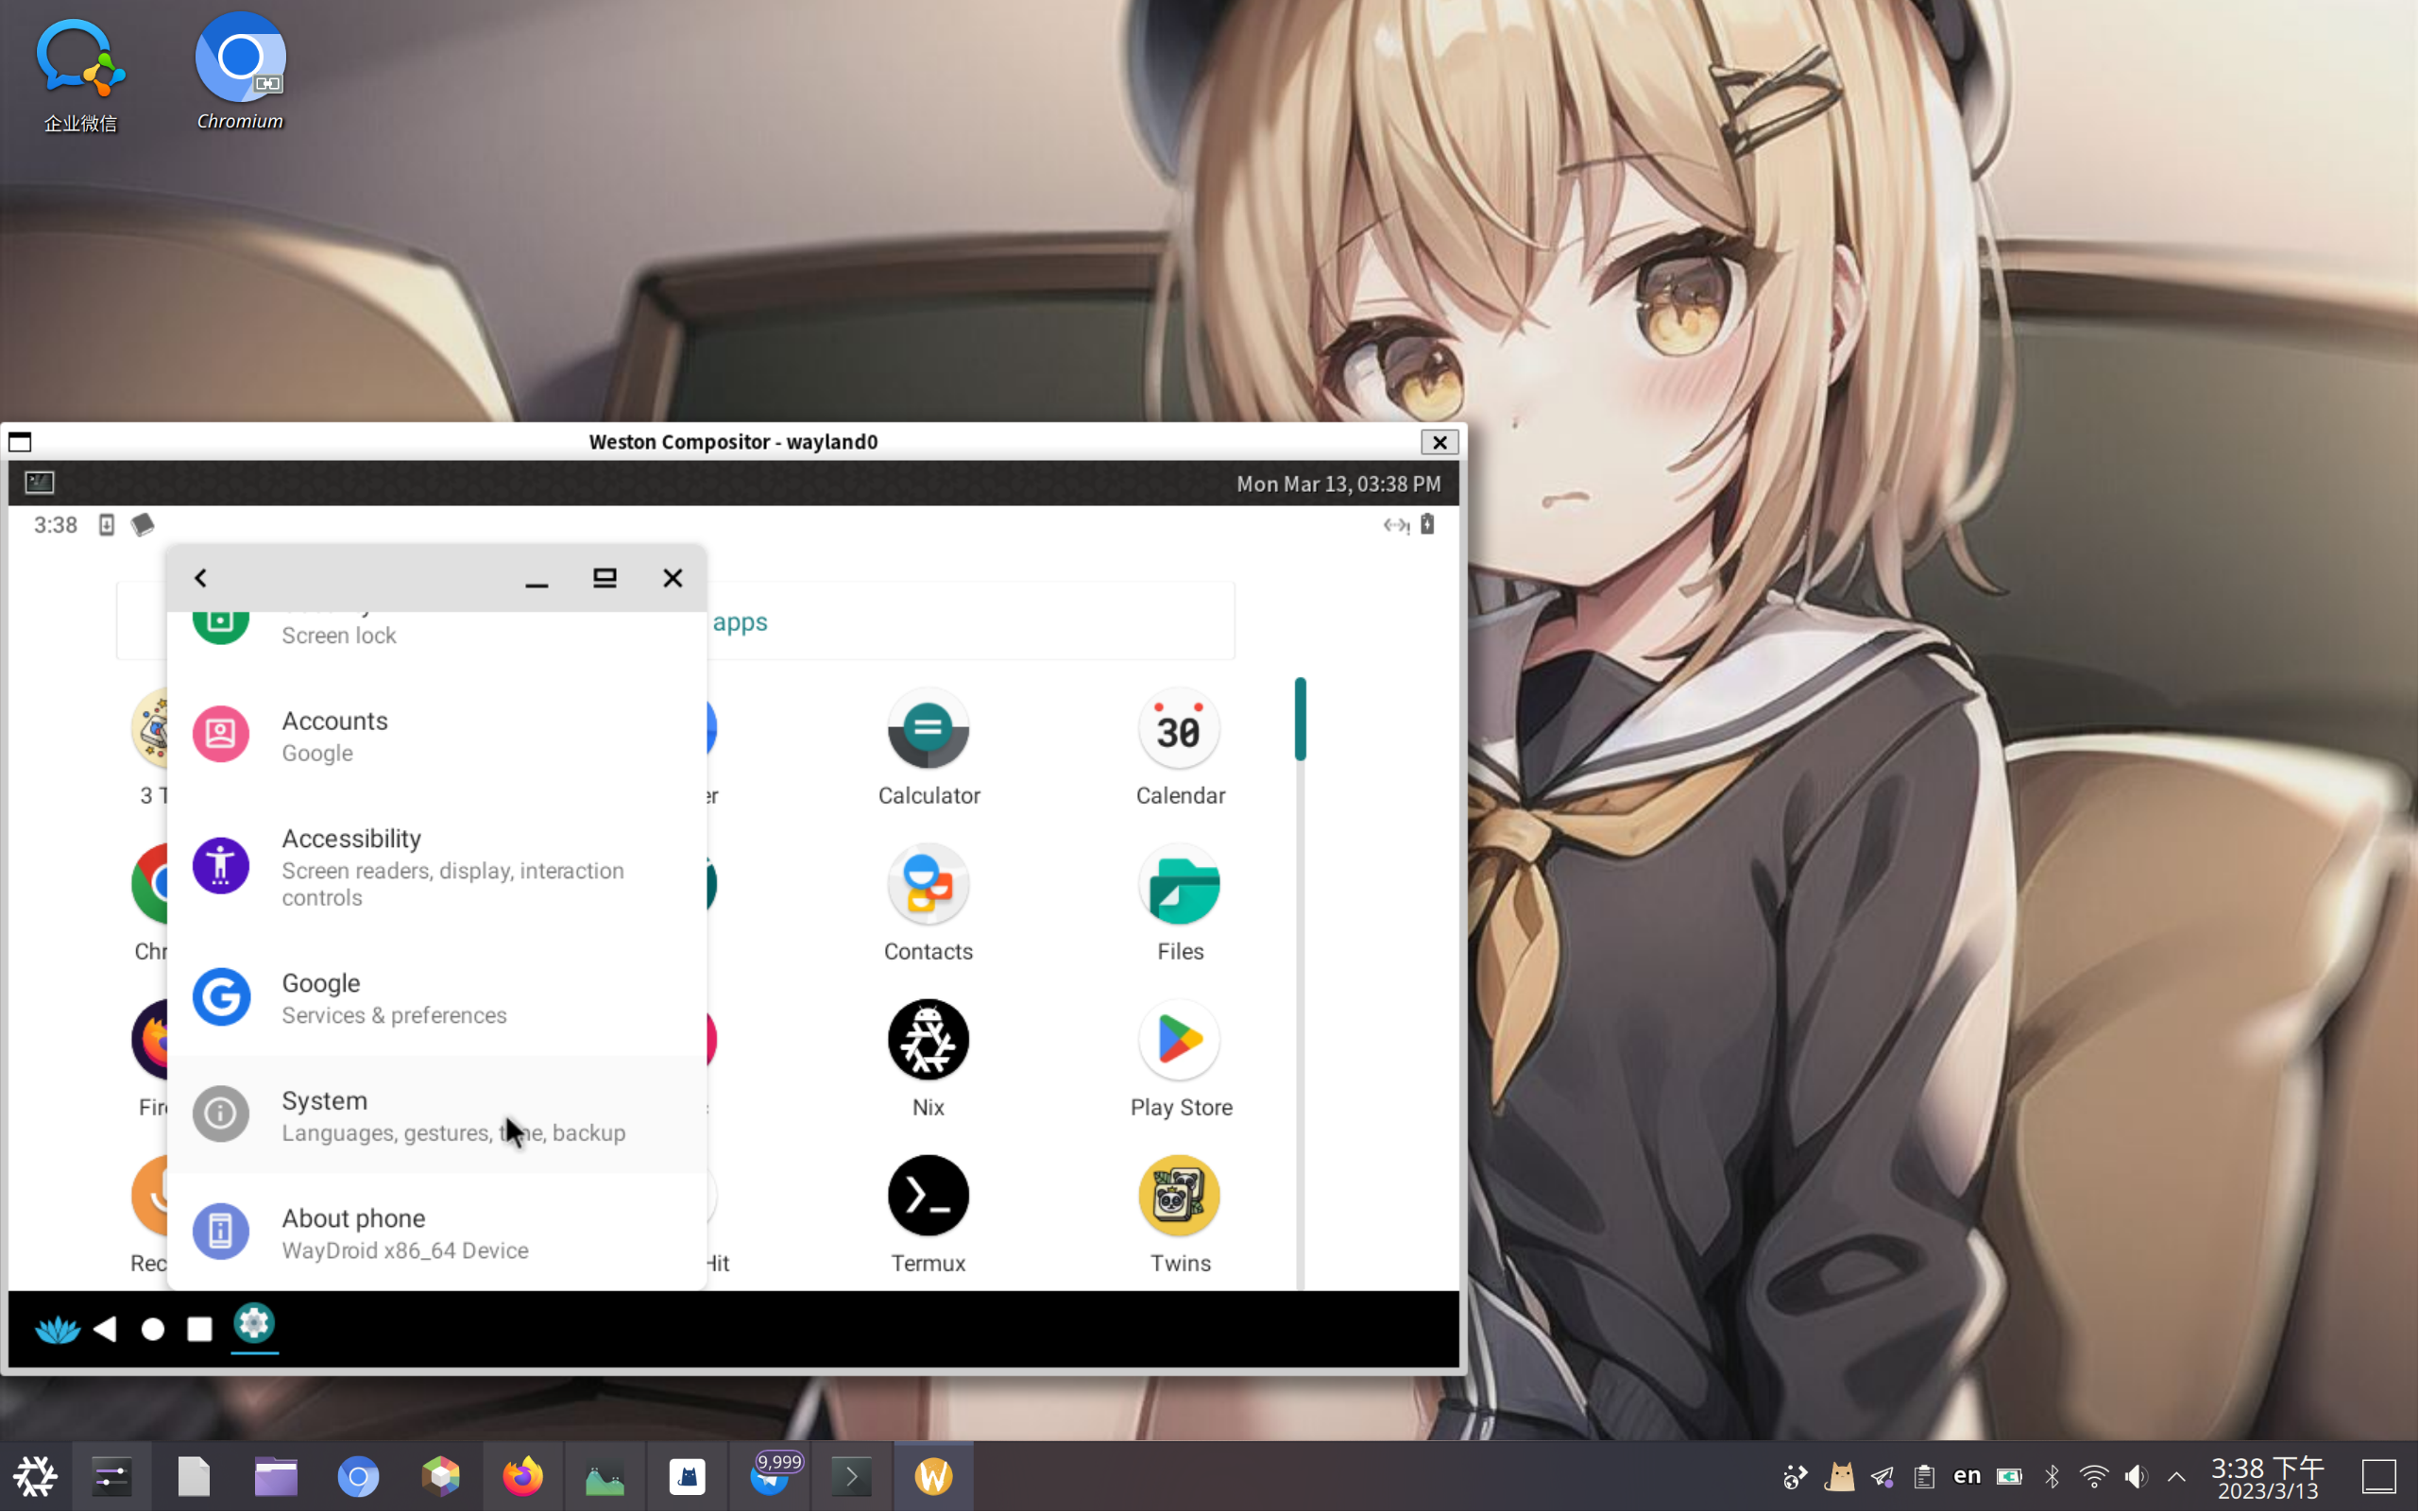 企业微信
Chromium
Weston Compositor - wayland0
Mon Mar 13, 03:38 PM
3:38
apps
Screen lock
Accounts
Google
Accessibility
Screen readers, display, interaction
controls
Google
Services & preferences
System
Languages, gestures, time, backup
About phone
WayDroid x86_64 Device
30
3 T
er
Calculator
Calendar
Chr
Contacts
Files
Fir
Nix
Play Store
Rec
Hit
Termux
Twins
9,999
en
3:38 下午
2023/3/13